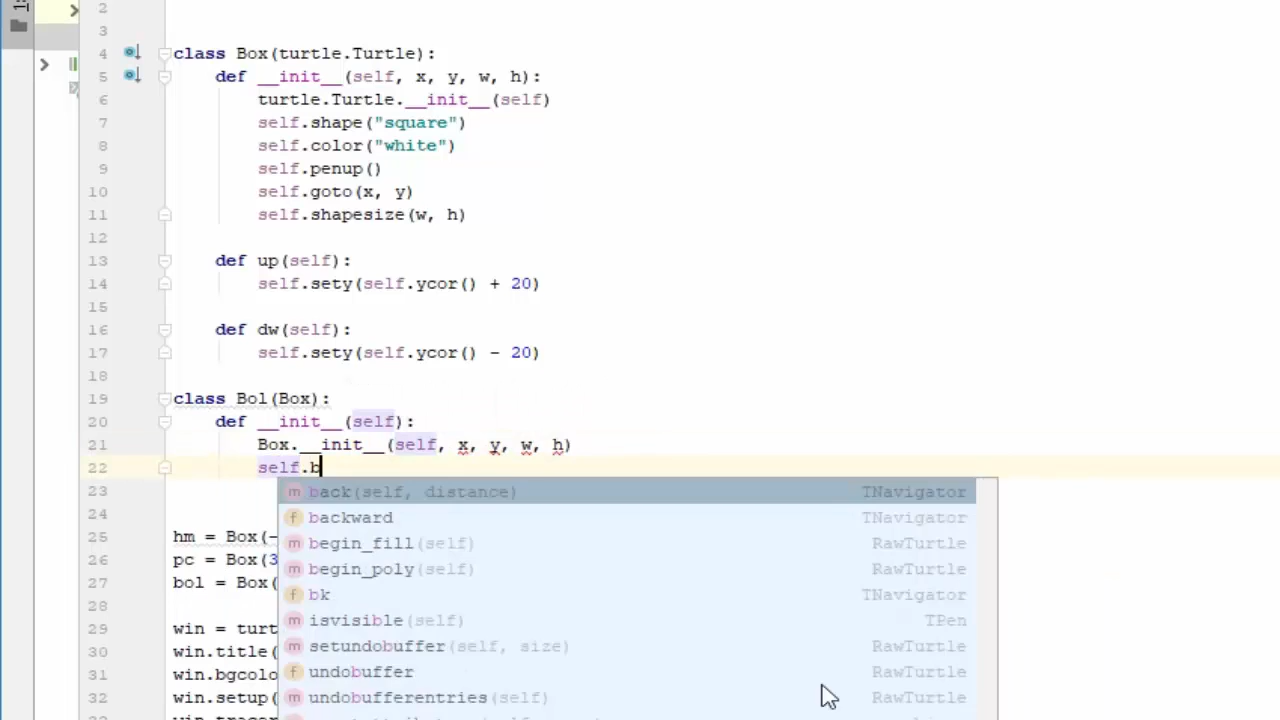 2
3
4 class Box(turtle.Turtle):
5 def __init__(self, x, y, w, h):
6 turtle.Turtle.__init__(self)
7 self.shape("square")
8 self.color("white")
9 self.penup()
10 self.goto(x, y)
11 self.shapesize(w, h)
12
13 def up(self):
14 self.sety(self.ycor() + 20)
15
16 def dw(self):
17 self.sety(self.ycor() - 20)
18
19 class Bol(Box):
20 def __init__(self):
21 Box.__init__(self, x, y, w, h)
22 self.b
23 back(self, distance) TNavigator
24 backward TNavigator
25 hm = Box(- begin_fill(self) RawTurtle
26 pc = Box(3 begin_poly(self) RawTurtle
27 bol = Box( bk TNavigator
28 isvisible(self) TPen
29 win = turt setundobuffer(self, size) RawTurtle
30 win.title( undobuffer RawTurtle
31 win.bgcolo
32 win.setup( undobufferentries(self) RawTurtle